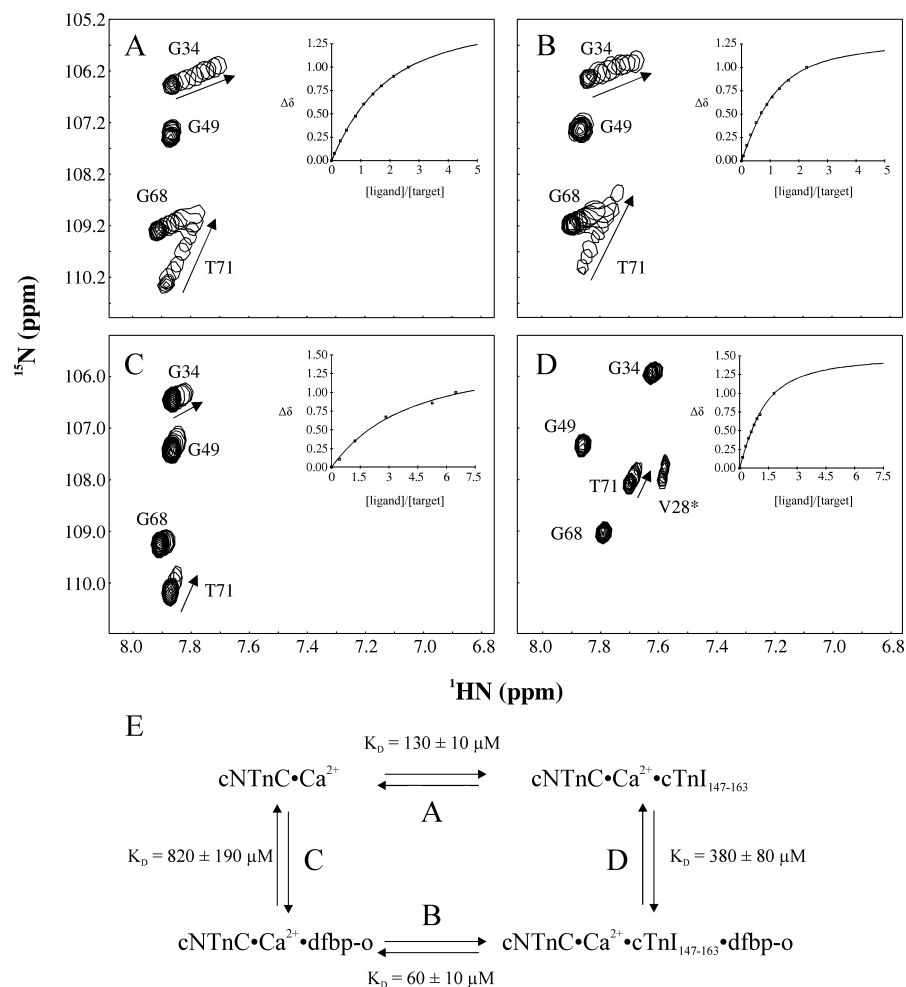 A
G34
G49
G68
T71
105.2
106.2
107.2
108.2
109.2
110.2
1.25
1.00
0.75
0.50
0.25
0.00
Δδ
0 1 2 3 4 5
[ligand]/[target]
B
G34
G49
G68
T71
1.25
1.00
0.75
0.50
0.25
0.00
Δδ
0 1 2 3 4 5
[ligand]/[target]
¹⁵N (ppm)
C
G34
G49
G68
T71
106.0
107.0
108.0
109.0
110.0
1.50
1.25
1.00
0.75
0.50
0.25
0.00
Δδ
0 1.5 3 4.5 6 7.5
[ligand]/[target]
8.0 7.8 7.6 7.4 7.2 7.0 6.8
D
G34
G49
T71
V28*
G68
1.50
1.25
1.00
0.75
0.50
0.25
0.00
Δδ
0 1.5 3 4.5 6 7.5
[ligand]/[target]
8.0 7.8 7.6 7.4 7.2 7.0 6.8
¹HN (ppm)
E
K_D = 130 ± 10 µM
cNTnC•Ca²⁺
cNTnC•Ca²⁺•cTnI₁₄₇₋₁₆₃
A
K_D = 820 ± 190 µM
C
D
K_D = 380 ± 80 µM
B
cNTnC•Ca²⁺•dfbp-o
cNTnC•Ca²⁺•cTnI₁₄₇₋₁₆₃•dfbp-o
K_D = 60 ± 10 µM